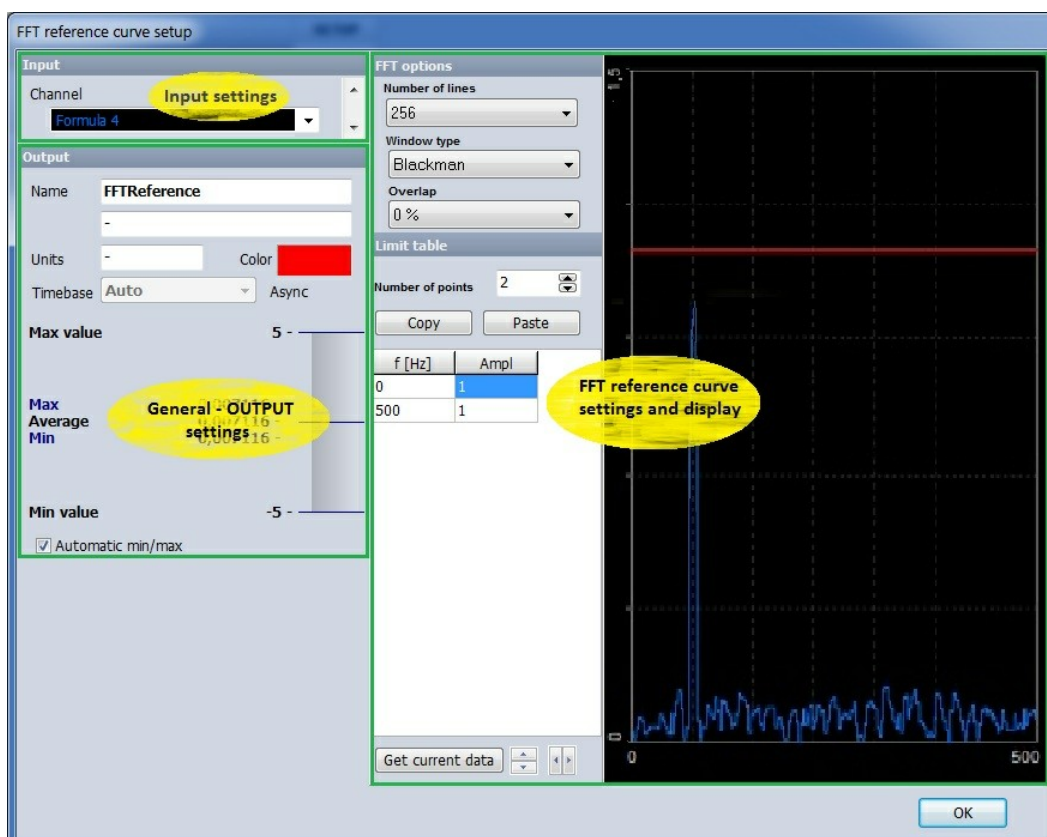 FFT reference curve setup
Input
Channel
Input settings
Formula 4
Output
Name FFTReference
-
Units - Color
Timebase Auto Async
Max value 5 -
Max
Average
Min
General - OUTPUT
settings
Min value -5 -
Automatic min/max
FFT options
Number of lines
256
Window type
Blackman
Overlap
0 %
Limit table
Number of points 2
Copy Paste
f [Hz] Ampl
0 1
500 1
FFT reference curve
settings and display
Get current data
1.5
0
0 500
OK